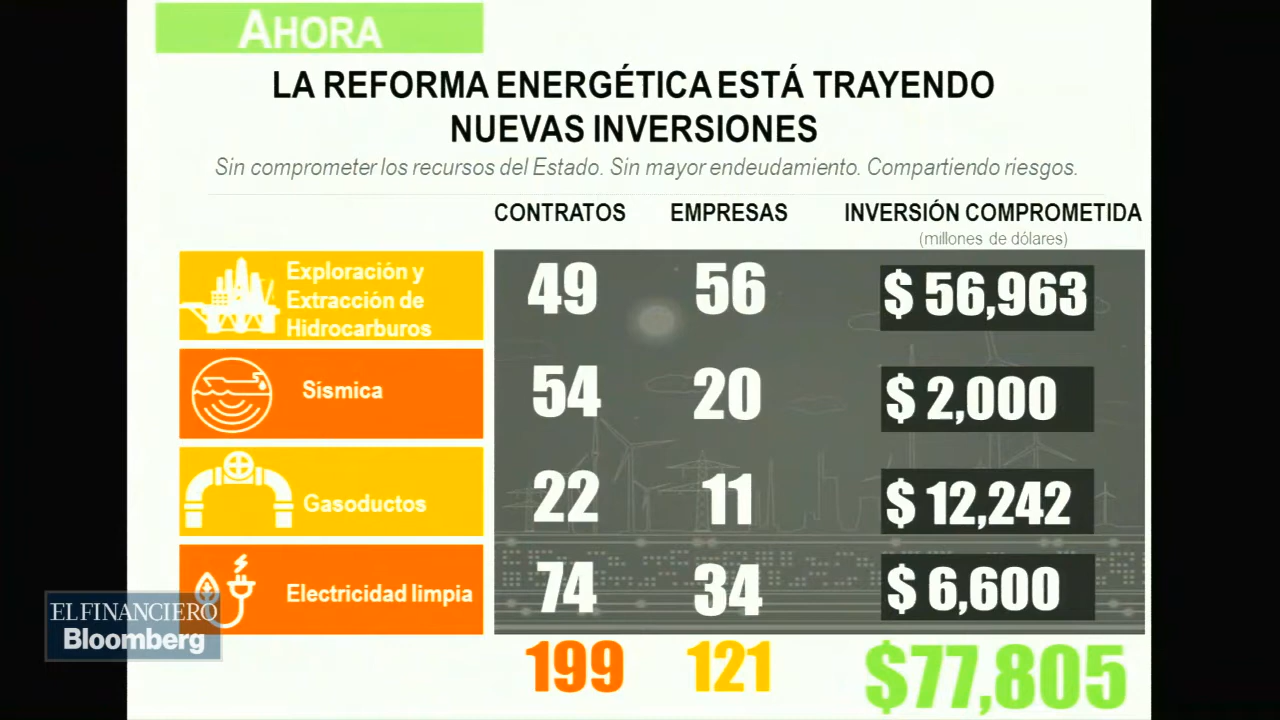 AHORA
LA REFORMA ENERGÉTICA ESTÁ TRAYENDO
NUEVAS INVERSIONES
Sin comprometer los recursos del Estado. Sin mayor endeudamiento. Compartiendo riesgos.
CONTRATOS EMPRESAS INVERSIÓN COMPROMETIDA
(millones de dólares)
Exploración y
Extracción de
Hidrocarburos
49 56 $ 56,963
Sísmica
54 20 $ 2,000
Gasoductos
22 11 $ 12,242
Electricidad limpia
74 34 $ 6,600
199 121 $77,805
EL FINANCIERO
Bloomberg